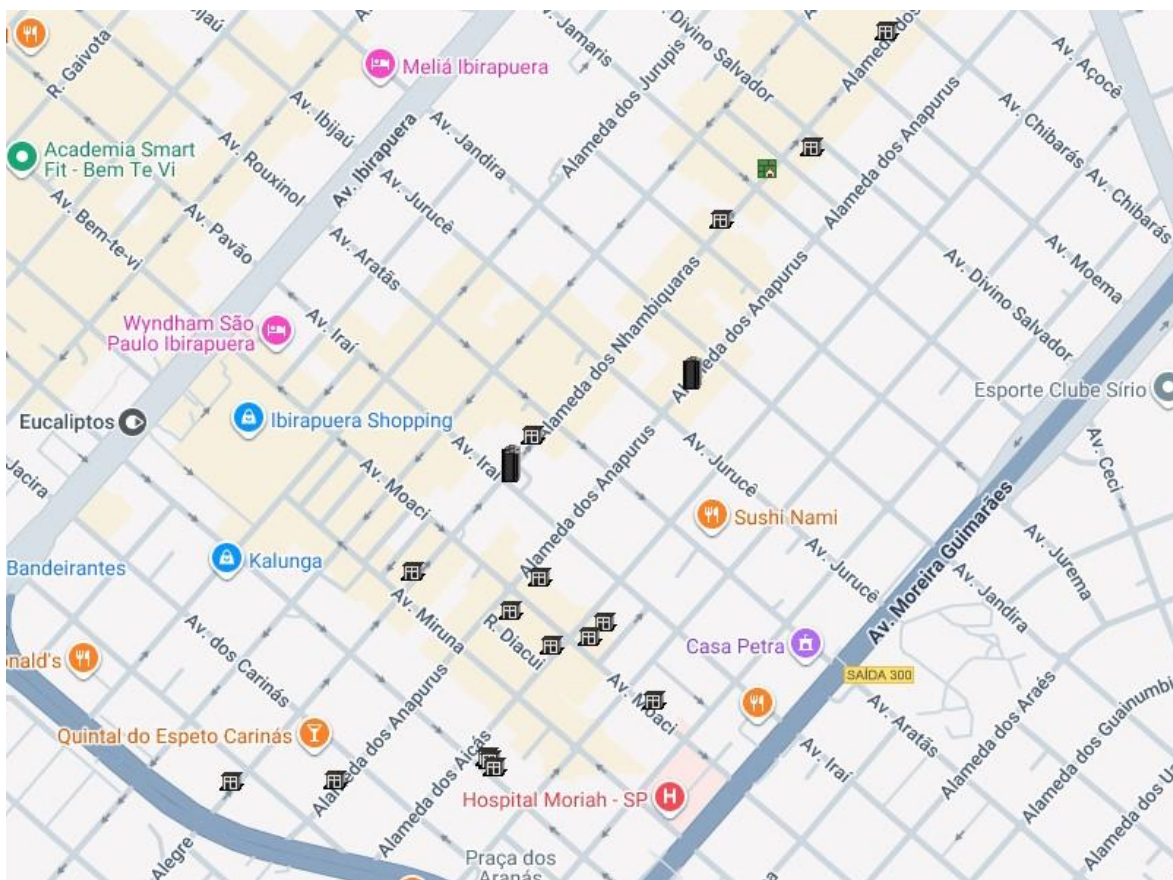 Ibijaú
Av. Jamaris
Divino Salvador
Alameda dos
R. Gaivota
Meliá Ibirapuera
Alameda dos Jurupis
Av. Açocê
Av. Ibijaú
Av. Chibarás
Av. Chibarás
Academia Smart
Fit - Bem Te Vi
Av. Rouxinol
Av. Ibirapuera
Av. Jandira
Alameda dos Anapurus
Av. Bem-te-vi
Av. Pavão
Av. Jurucê
Av. Aratãs
Av. Moema
Av. Divino Salvador
Alameda dos Nhambiquaras
Alameda dos Anapurus
Wyndham São
Paulo Ibirapuera
Av. Iraí
Esporte Clube Sírio
Eucaliptos
Ibirapuera Shopping
Jacira
Av. Moaci
Av. Iraí
Alameda dos Anapurus
Av. Jurucê
Sushi Nami
Av. Ceci
Av. Moreira Guimarães
Av. Jurema
Bandeirantes
Kalunga
Av. Miruna
R. Diacui
Av. Jurucê
Av. Jandira
Av. dos Carinás
onald's
Casa Petra
SAÍDA 300
Av. Moaci
Av. Aratãs
Alameda dos Araés
Alameda dos Guainumbi
Quintal do Espeto Carinás
Alameda dos Anapurus
Alameda dos Aicás
Av. Iraí
Hospital Moriah - SP
H
Alegre
Praça dos
Aranás